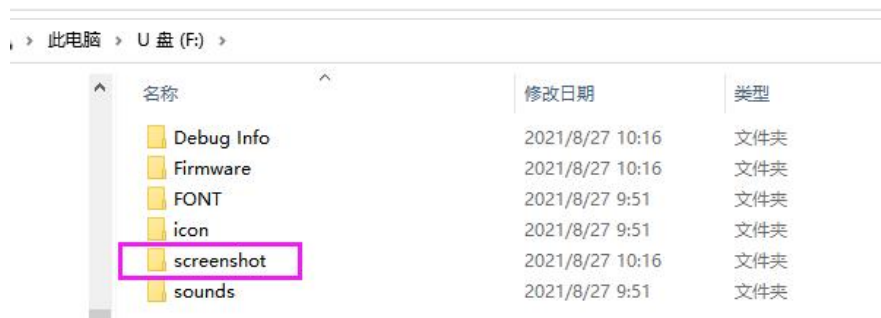 › 此电脑 › U 盘 (F:) ›
名称 修改日期 类型
Debug Info 2021/8/27 10:16 文件夹
Firmware 2021/8/27 10:16 文件夹
FONT 2021/8/27 9:51 文件夹
icon 2021/8/27 9:51 文件夹
screenshot 2021/8/27 10:16 文件夹
sounds 2021/8/27 9:51 文件夹